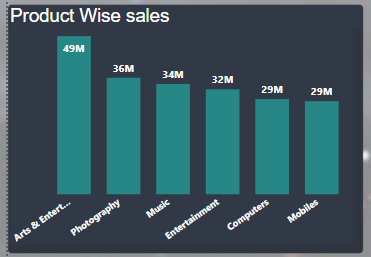 Product Wise sales
49M
36M
34M
32M
29M
29M
Arts & Entert...
Photography
Music
Entertainment
Computers
Mobiles